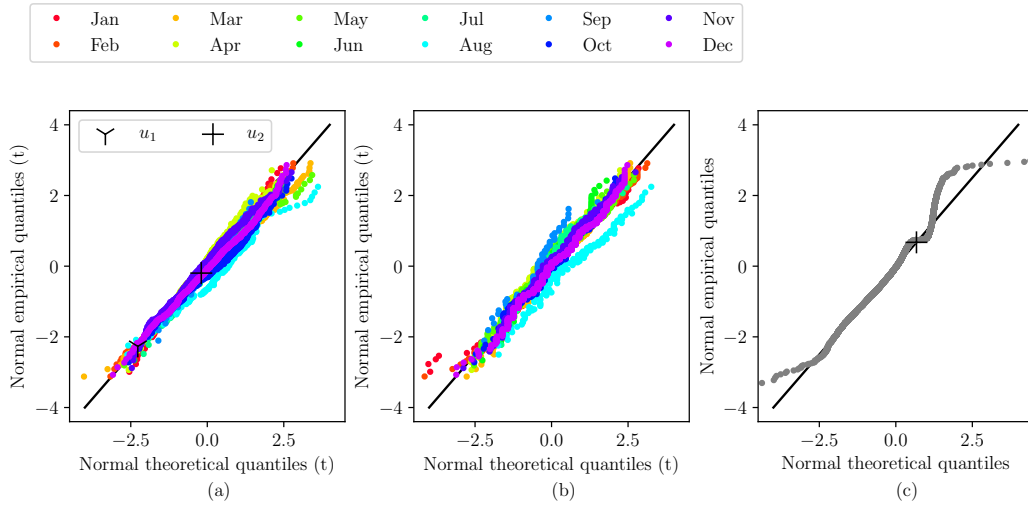 Jan Mar May Jul Sep Nov
Feb Apr Jun Aug Oct Dec
u1 u2
Normal empirical quantiles (t)
4
2
0
−2
−4
−2.5 0.0 2.5
Normal theoretical quantiles (t)
(a)
Normal empirical quantiles (t)
4
2
0
−2
−4
−2.5 0.0 2.5
Normal theoretical quantiles (t)
(b)
Normal empirical quantiles
4
2
0
−2
−4
−2.5 0.0 2.5
Normal theoretical quantiles
(c)